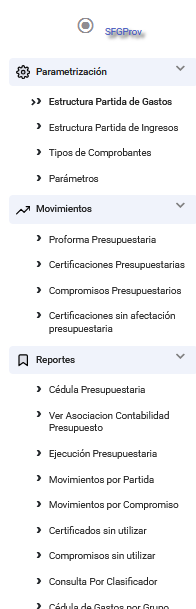 SFGProv
Parametrización
Estructura Partida de Gastos
Estructura Partida de Ingresos
Tipos de Comprobantes
Parámetros
Movimientos
Proforma Presupuestaria
Certificaciones Presupuestarias
Compromisos Presupuestarios
Certificaciones sin afectación
presupuestaria
Reportes
Cédula Presupuestaria
Ver Asociacion Contabilidad
Presupuesto
Ejecución Presupuestaria
Movimientos por Partida
Movimientos por Compromiso
Certificados sin utilizar
Compromisos sin utilizar
Consulta Por Clasificador
Cédula de Gastos por Grupo